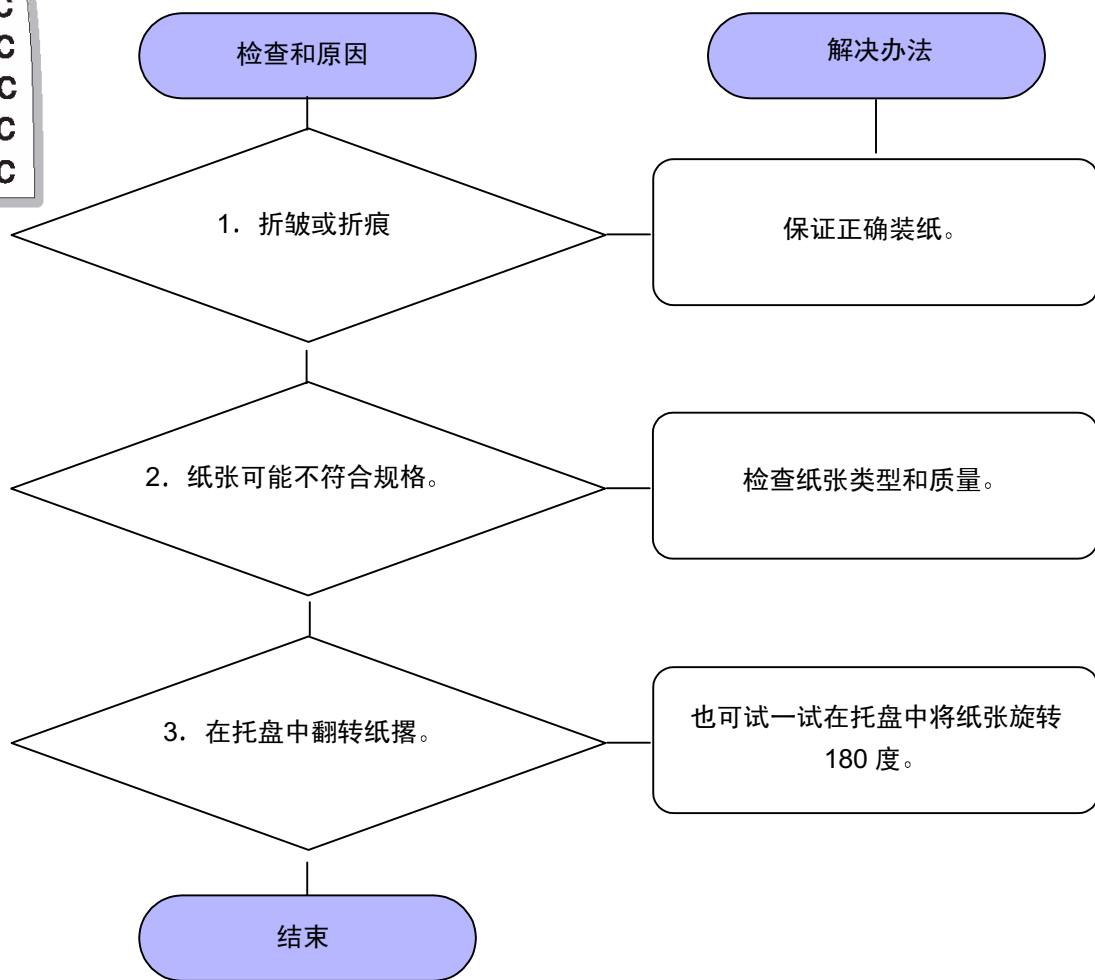 C
C
C
C
C
检查和原因
解决办法
1. 折皱或折痕
保证正确装纸。
2. 纸张可能不符合规格。
检查纸张类型和质量。
3. 在托盘中翻转纸撂。
也可试一试在托盘中将纸张旋转
180 度。
结束